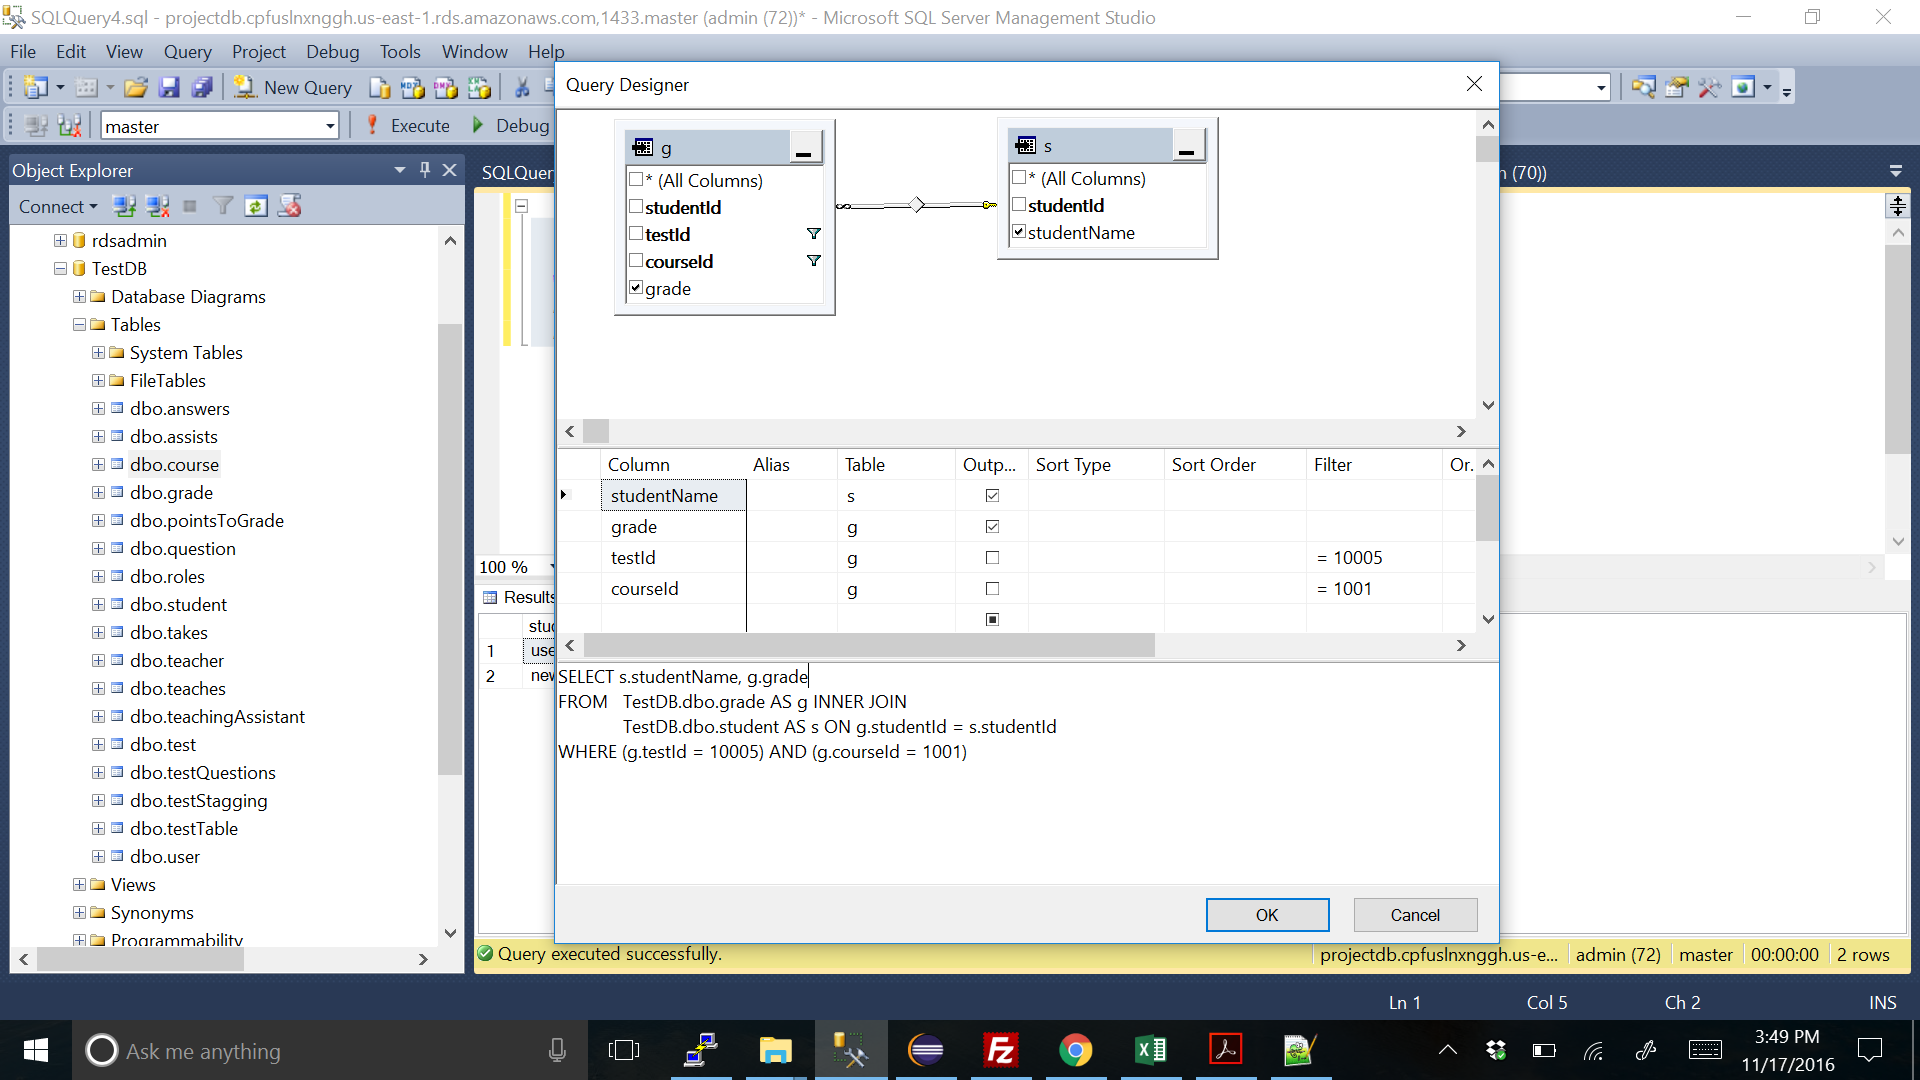 SQLQuery4.sql - projectdb.cpfuslnxnggh.us-east-1.rds.amazonaws.com,1433.master (admin (72))* - Microsoft SQL Server Management Studio
File Edit View Query Project Debug Tools Window Help
New Query
master Execute Debug
Query Designer
g
* (All Columns)
studentId
testId
courseId
grade
s
* (All Columns)
studentId
studentName
Object Explorer
Connect
rdsadmin
TestDB
Database Diagrams
Tables
System Tables
FileTables
dbo.answers
dbo.assists
dbo.course
dbo.grade
dbo.pointsToGrade
dbo.question
dbo.roles
dbo.student
dbo.takes
dbo.teacher
dbo.teaches
dbo.teachingAssistant
dbo.test
dbo.testQuestions
dbo.testStagging
dbo.testTable
dbo.user
Views
Synonyms
Programmability
SQLQuer
(70))
100 %
Results
stu
1 use
2 new
Column Alias Table Outp... Sort Type Sort Order Filter Or.
studentName s
grade g
testId g = 10005
courseId g = 1001
SELECT s.studentName, g.grade
FROM TestDB.dbo.grade AS g INNER JOIN
TestDB.dbo.student AS s ON g.studentId = s.studentId
WHERE (g.testId = 10005) AND (g.courseId = 1001)
OK Cancel
Query executed successfully. projectdb.cpfuslnxnggh.us-e... admin (72) master 00:00:00 2 rows
Ln 1 Col 5 Ch 2 INS
Ask me anything
3:49 PM
11/17/2016